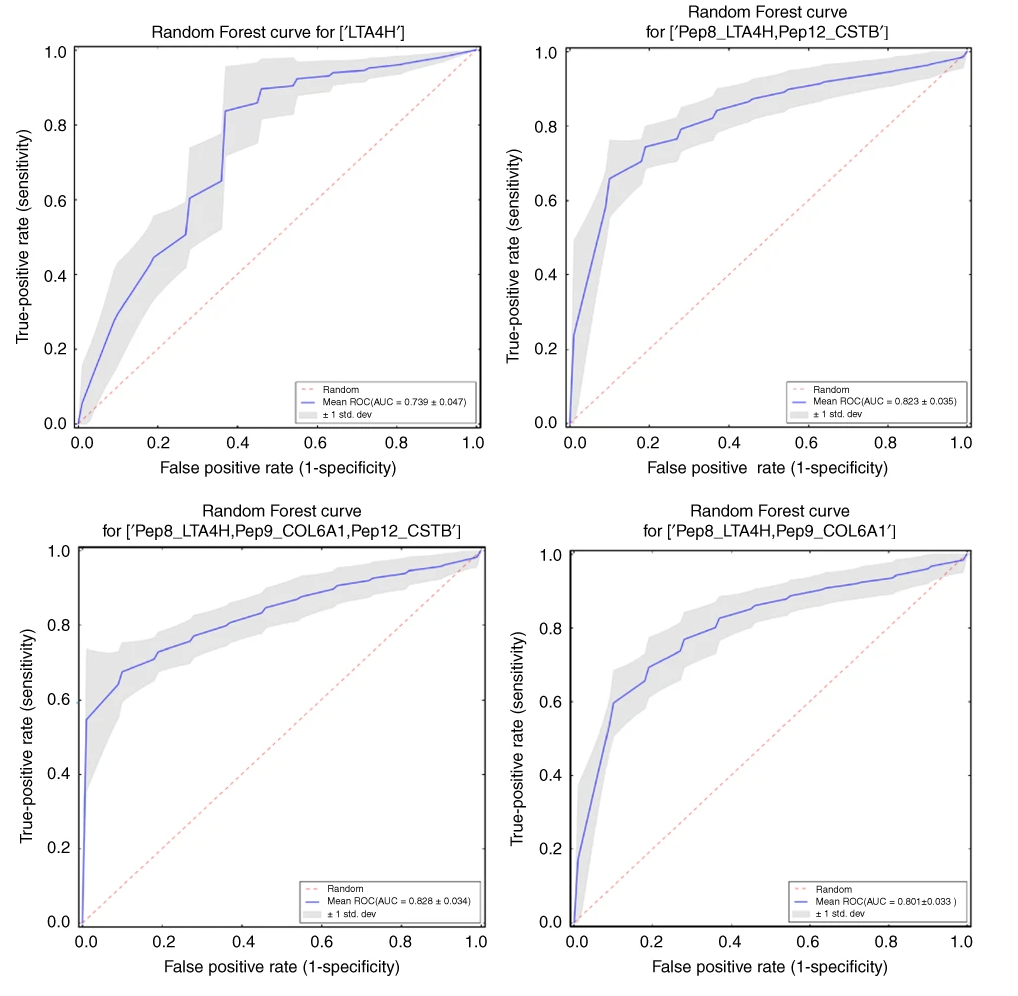 Random Forest curve for [′LTA4H′]
True-positive rate (sensitivity)
1.0
0.8
0.6
0.4
0.2
0.0
Random
Mean ROC(AUC = 0.739 ± 0.047)
± 1 std. dev
0.0 0.2 0.4 0.6 0.8 1.0
False positive rate (1-specificity)
Random Forest curve
for [′Pep8_LTA4H,Pep12_CSTB′]
True-positive rate (sensitivity)
1.0
0.8
0.6
0.4
0.2
0.0
Random
Mean ROC(AUC = 0.823 ± 0.035)
± 1 std. dev
0.0 0.2 0.4 0.6 0.8 1.0
False positive rate (1-specificity)
Random Forest curve
for [′Pep8_LTA4H,Pep9_COL6A1,Pep12_CSTB′]
True-positive rate (sensitivity)
1.0
0.8
0.6
0.4
0.2
0.0
Random
Mean ROC(AUC = 0.828 ± 0.034)
± 1 std. dev
0.0 0.2 0.4 0.6 0.8 1.0
False positive rate (1-specificity)
Random Forest curve
for [′Pep8_LTA4H,Pep9_COL6A1′]
True-positive rate (sensitivity)
1.0
0.8
0.6
0.4
0.2
0.0
Random
Mean ROC(AUC = 0.801±0.033 )
± 1 std. dev
0.0 0.2 0.4 0.6 0.8 1.0
False positive rate (1-specificity)